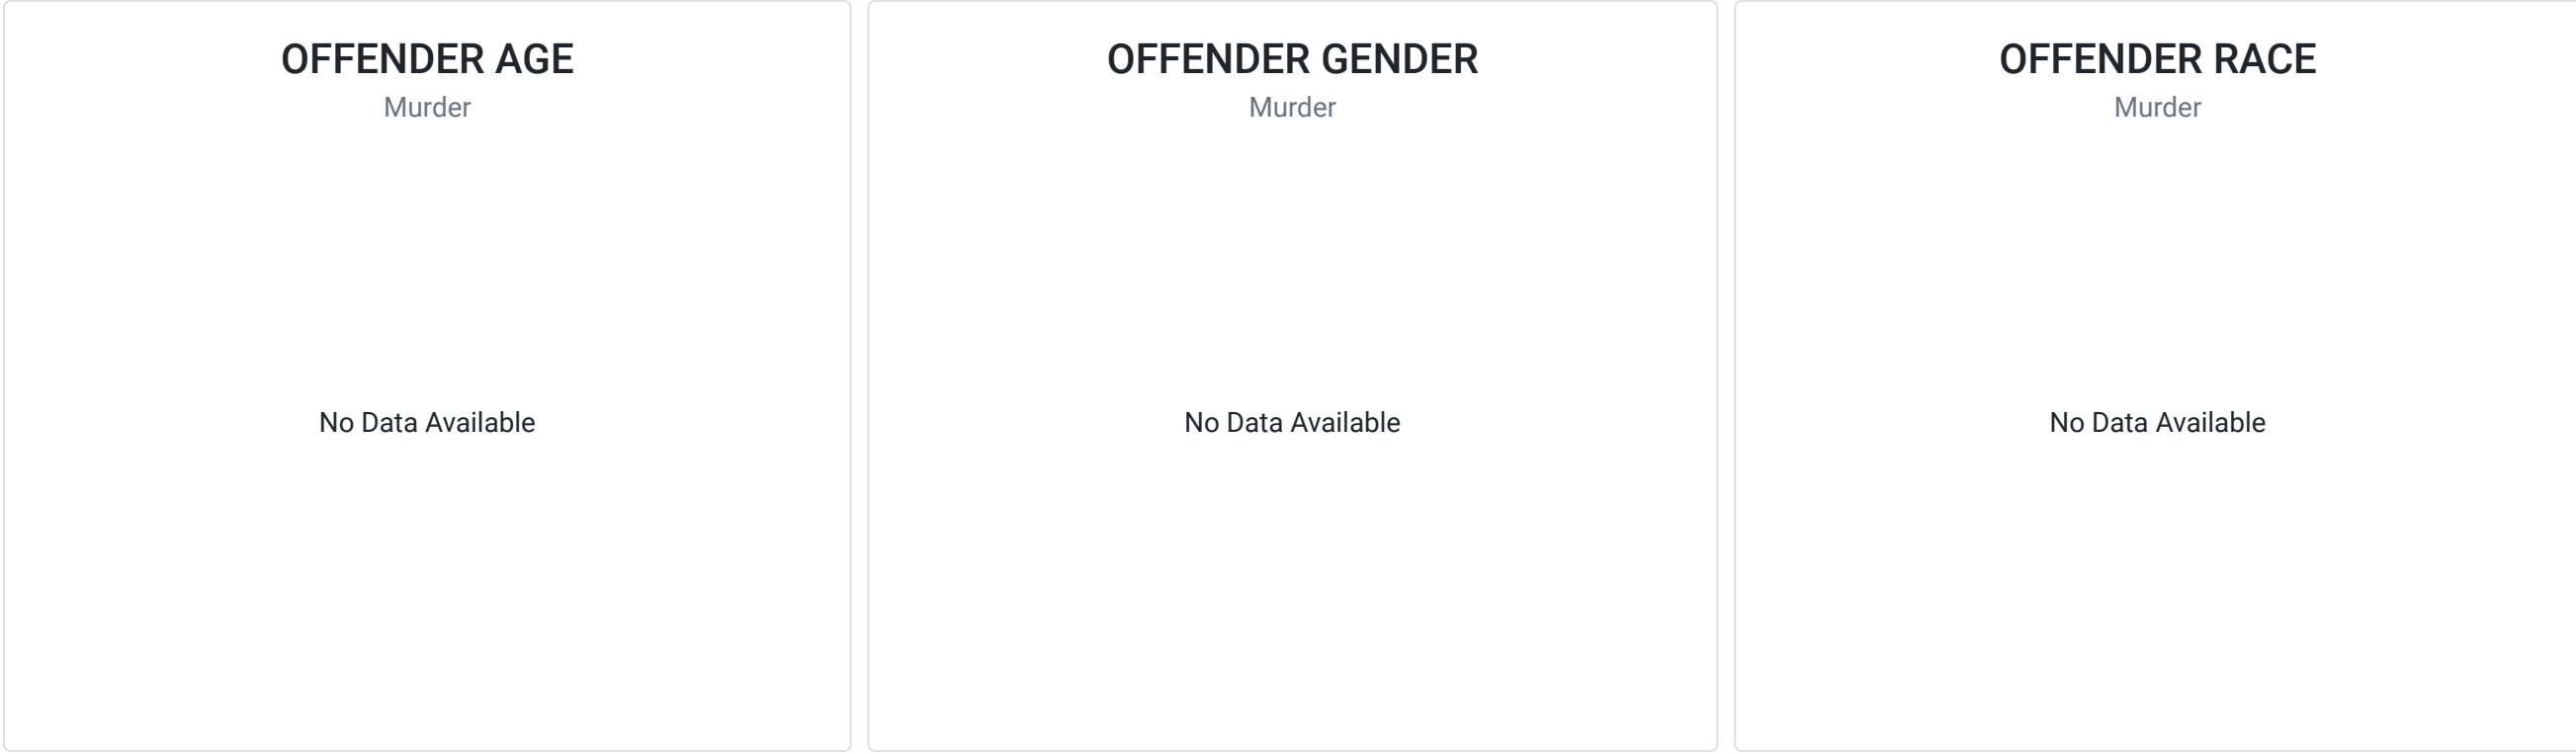 OFFENDER AGE
Murder
No Data Available
OFFENDER GENDER
Murder
No Data Available
OFFENDER RACE
Murder
No Data Available